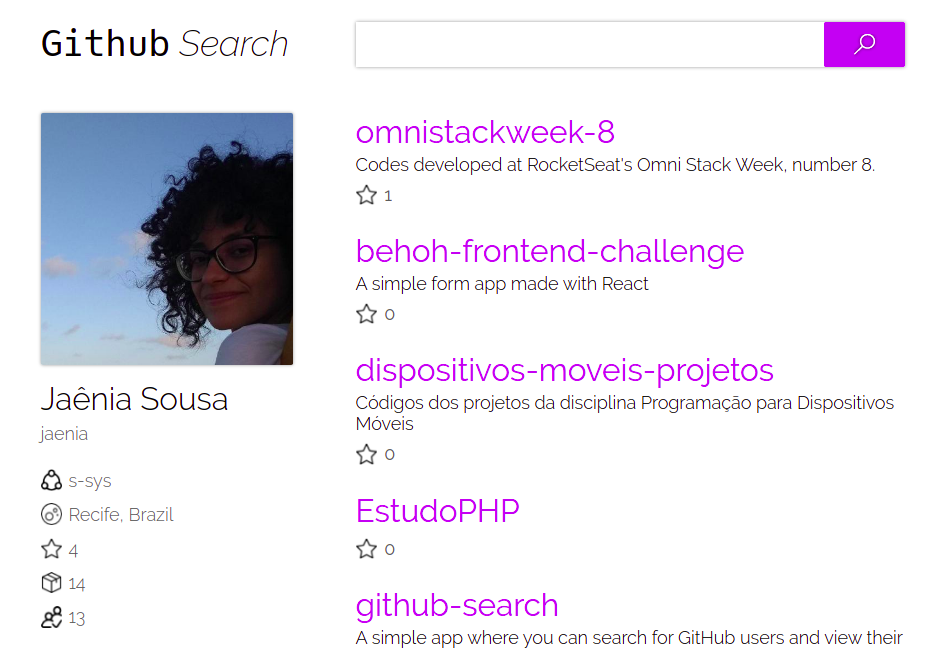 Github Search
Jaênia Sousa
jaenia
s-sys
Recife, Brazil
4
14
13
omnistackweek-8
Codes developed at RocketSeat's Omni Stack Week, number 8.
1
behoh-frontend-challenge
A simple form app made with React
0
dispositivos-moveis-projetos
Códigos dos projetos da disciplina Programação para Dispositivos
Móveis
0
EstudoPHP
0
github-search
A simple app where you can search for GitHub users and view their